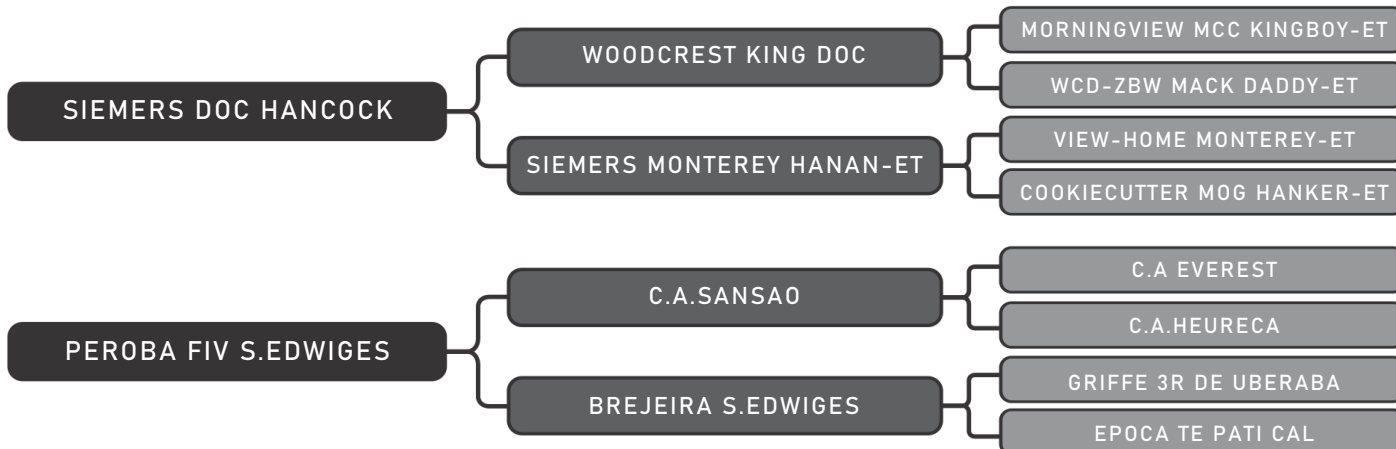 SIEMERS DOC HANCOCK
WOODCREST KING DOC
MORNINGVIEW MCC KINGBOY-ET
WCD-ZBW MACK DADDY-ET
SIEMERS MONTEREY HANAN-ET
VIEW-HOME MONTEREY-ET
COOKIECUTTER MOG HANKER-ET
PEROBA FIV S.EDWIGES
C.A.SANSAO
C.A EVEREST
C.A.HEURECA
BREJEIRA S.EDWIGES
GRIFFE 3R DE UBERABA
EPOCA TE PATI CAL